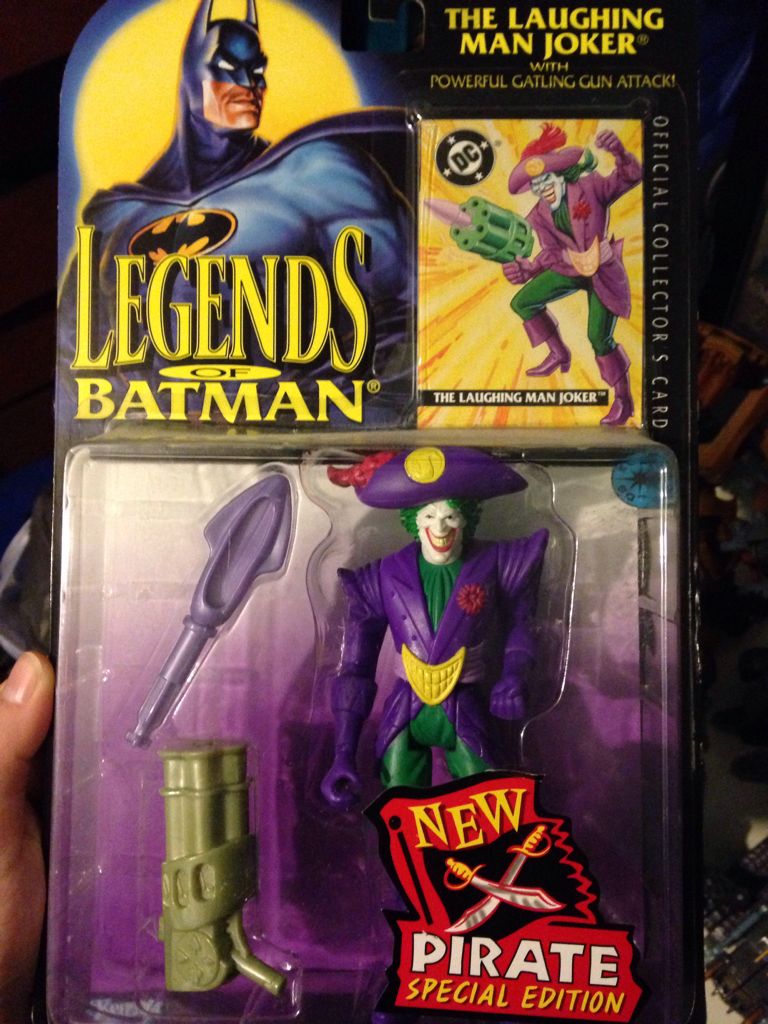 THE LAUGHING
MAN JOKER®
WITH
POWERFUL GATLING GUN ATTACK!
DC
OFFICIAL COLLECTOR'S CARD
THE LAUGHING MAN JOKER™
LEGENDS
OF
BATMAN®
NEW
PIRATE
SPECIAL EDITION